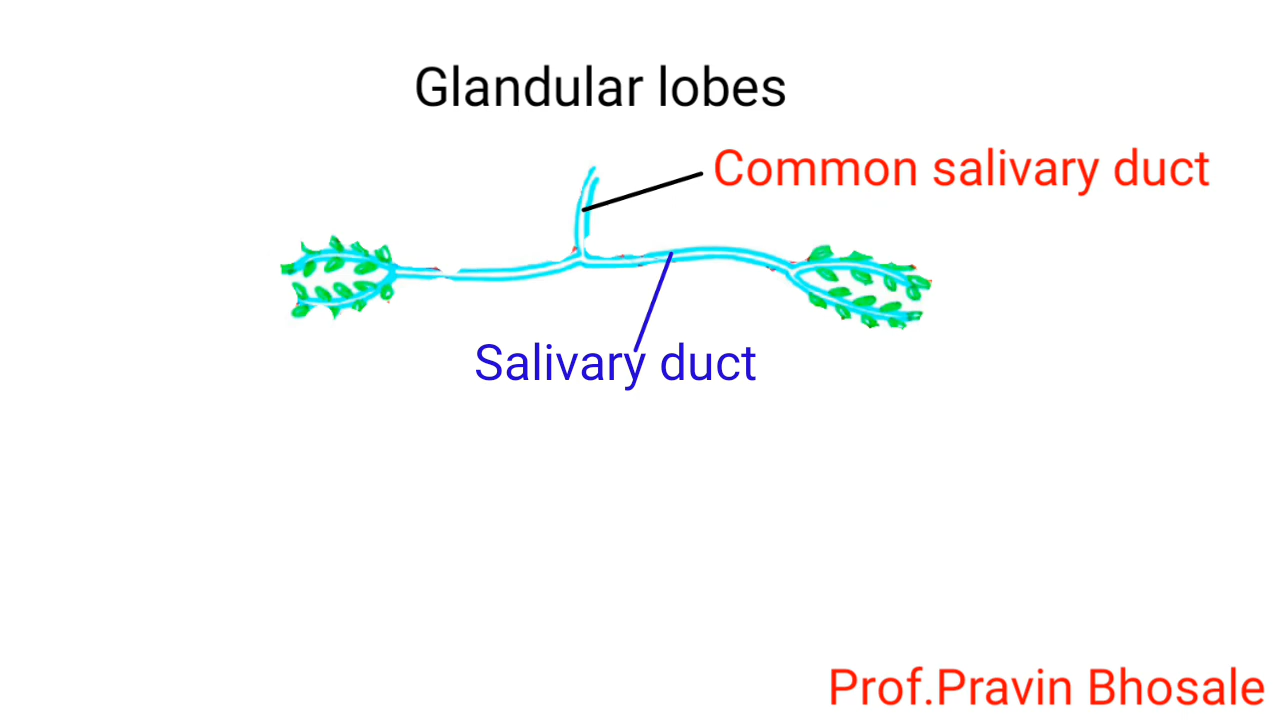 Glandular lobes
Common salivary duct
Salivary duct
Prof.Pravin Bhosale